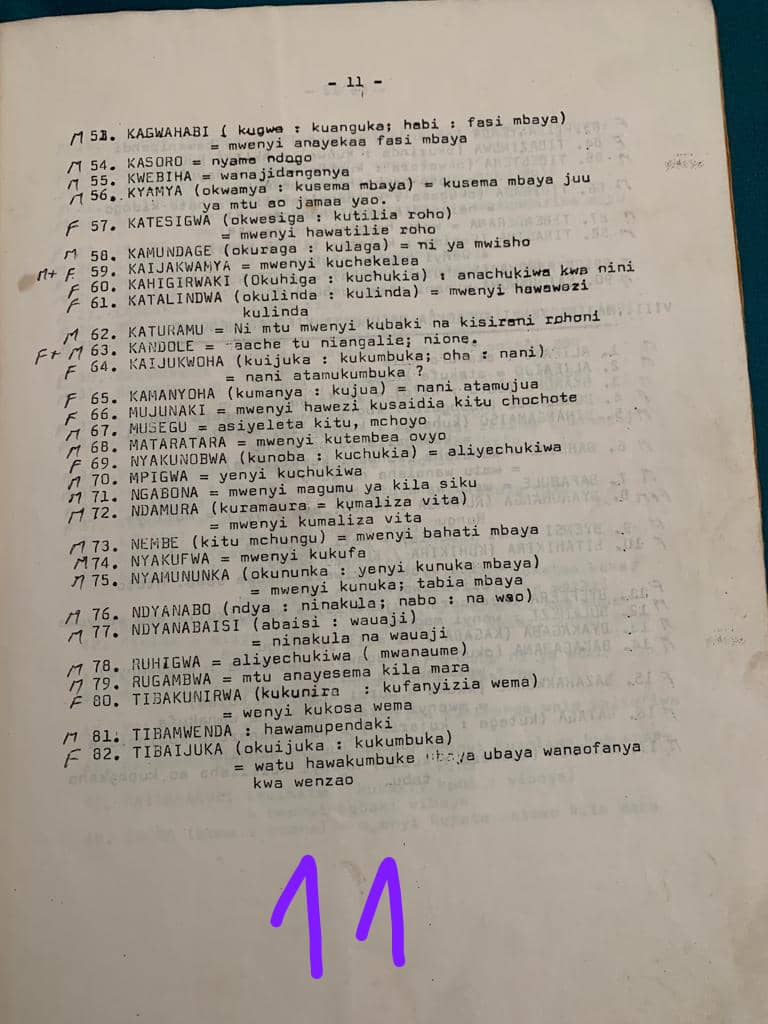 - 11 -
M 53. KAGWAHABI ( kugwa : kuanguka; habi : fasi mbaya)
= mwenyi anayekaa fasi mbaya
M 54. KASORO = nyama ndogo
M 55. KWEBIHA = wanajidanganya
M 56. KYAMYA (okwamya : kusema mbaya) = kusema mbaya juu
ya mtu ao jamaa yao.
F 57. KATESIGWA (okwesiga : kutilia roho)
= mwenyi hawatilie roho
M 58. KAMUNDAGE (okuraga : kulaga) = ni ya mwisho
M+ F 59. KAIJAKWAMYA = mwenyi kuchekelea
F 60. KAHIGIRWAKI (Okuhiga : kuchukia) : anachukiwa kwa nini
F 61. KATALINDWA (okulinda : kulinda) = mwenyi hawawezi
kulinda
M 62. KATURAMU = Ni mtu mwenyi kubaki na kisirani rohoni
F+ M 63. KANDOLE = aache tu niangalie; nione.
F 64. KAIJUKWOHA (kuijuka : kukumbuka; oha : nani)
= nani atamukumbuka ?
F 65. KAMANYOHA (kumanya : kujua) = nani atamujua
F 66. MUJUNAKI = mwenyi hawezi kusaidia kitu chochote
M 67. MUSEGU = asiyeleta kitu, mchoyo
M 68. MATARATARA = mwenyi kutembea ovyo
F 69. NYAKUNOBWA (kunoba : kuchukia) = aliyechukiwa
M 70. MPIGWA = yenyi kuchukiwa
M 71. NGABONA = mwenyi magumu ya kila siku
M 72. NDAMURA (kuramaura = kumaliza vita)
= mwenyi kumaliza vita
M 73. NEMBE (kitu mchungu) = mwenyi bahati mbaya
M 74. NYAKUFWA = mwenyi kukufa
M 75. NYAMUNUNKA (okununka : yenyi kunuka mbaya)
= mwenyi kunuka; tabia mbaya
M 76. NDYANABO (ndya : ninakula; nabo : na wao)
M 77. NDYANABAISI (abaisi : wauaji)
= ninakula na wauaji
M 78. RUHIGWA = aliyechukiwa ( mwanaume)
M 79. RUGAMBWA = mtu anayesema kila mara
F 80. TIBAKUNIRWA (kukunira : kufanyizia wema)
= wenyi kukosa wema
M 81. TIBAMWENDA : hawamupendaki
F 82. TIBAIJUKA (okuijuka : kukumbuka)
= watu hawakumbuke ubaya ubaya wanaofanya
kwa wenzao
11